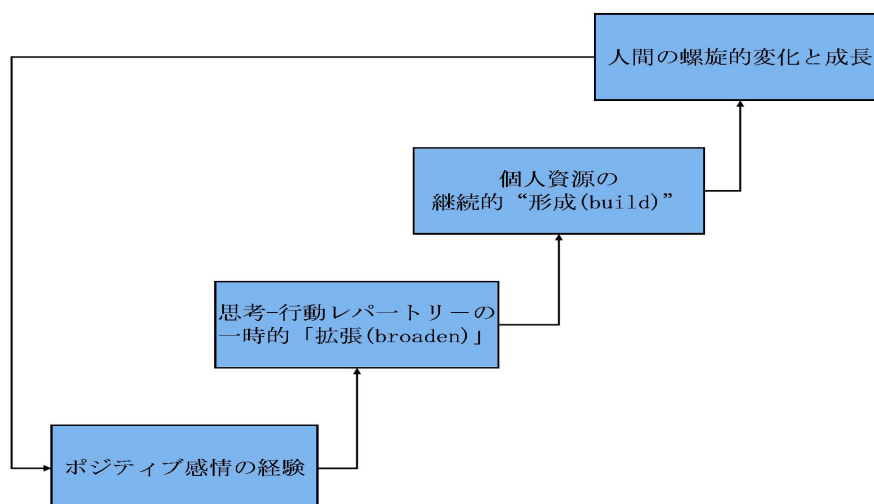 人間の螺旋的変化と成長
個人資源の
継続的“形成(build)”
思考-行動レパートリーの
一時的「拡張(broaden)」
ポジティブ感情の経験